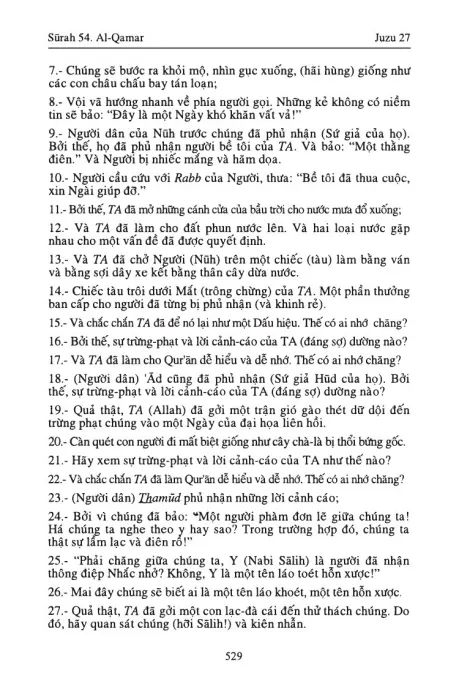 Sūrah 54. Al-Qamar Juzu 27
7.- Chúng sẽ bước ra khỏi mộ, nhìn gục xuống, (hãi hùng) giống như
các con châu chấu bay tán loạn;
8.- Vội vã hướng nhanh về phía người gọi. Những kẻ không có niềm
tin sẽ bảo: “Đây là một Ngày khó khăn vất vả!”
9.- Người dân của Nūh trước chúng đã phủ nhận (Sứ giả của họ).
Bởi thế, họ đã phủ nhận người bề tôi của TA. Và bảo: “Một thằng
điên.” Và Người bị nhiếc mắng và hăm dọa.
10.- Người cầu cứu với Rabb của Người, thưa: “Bề tôi đã thua cuộc,
xin Ngài giúp đỡ.”
11.- Bởi thế, TA đã mở những cánh cửa của bầu trời cho nước mưa đổ xuống;
12.- Và TA đã làm cho đất phun nước lên. Và hai loại nước gặp
nhau cho một vấn đề đã được quyết định.
13.- Và TA đã chở Người (Nūh) trên một chiếc (tàu) làm bằng ván
và bằng sợi dây xe kết bằng thân cây dừa nước.
14.- Chiếc tàu trôi dưới Mắt (trông chừng) của TA. Một phần thưởng
ban cấp cho người đã từng bị phủ nhận (và khinh rẻ).
15.- Và chắc chắn TA đã để nó lại như một Dấu hiệu. Thế có ai nhớ chăng?
16.- Bởi thế, sự trừng-phạt và lời cảnh-cáo của TA (đáng sợ) dường nào?
17.- Và TA đã làm cho Qur'ān dễ hiểu và dễ nhớ. Thế có ai nhớ chăng?
18.- (Người dân) 'Ād cũng đã phủ nhận (Sứ giả Hūd của họ). Bởi
thế, sự trừng-phạt và lời cảnh-cáo của TA (đáng sợ) dường nào?
19.- Quả thật, TA (Allah) đã gởi một trận gió gào thét dữ dội đến
trừng phạt chúng vào một Ngày của đại họa liên hồi.
20.- Càn quét con người đi mất biệt giống như cây chà-là bị thổi bứng gốc.
21.- Hãy xem sự trừng-phạt và lời cảnh-cáo của TA như thế nào?
22.- Và chắc chắn TA đã làm Qur'ān dễ hiểu và dễ nhớ. Thế có ai nhớ chăng?
23.- (Người dân) Thamūd phủ nhận những lời cảnh cáo;
24.- Bởi vì chúng đã bảo: “Một người phàm đơn lẻ giữa chúng ta!
Há chúng ta nghe theo y hay sao? Trong trường hợp đó, chúng ta
thật sự lầm lạc và điên rồ!”
25.- “Phải chăng giữa chúng ta, Y (Nabi Sālih) là người đã nhận
thông điệp Nhắc nhở? Không, Y là một tên láo toét hỗn xược!”
26.- Mai đây chúng sẽ biết ai là một tên láo khoét, một tên hỗn xược.
27.- Quả thật, TA đã gởi một con lạc-đà cái đến thử thách chúng. Do
đó, hãy quan sát chúng (hỡi Sālih!) và kiên nhẫn.
529